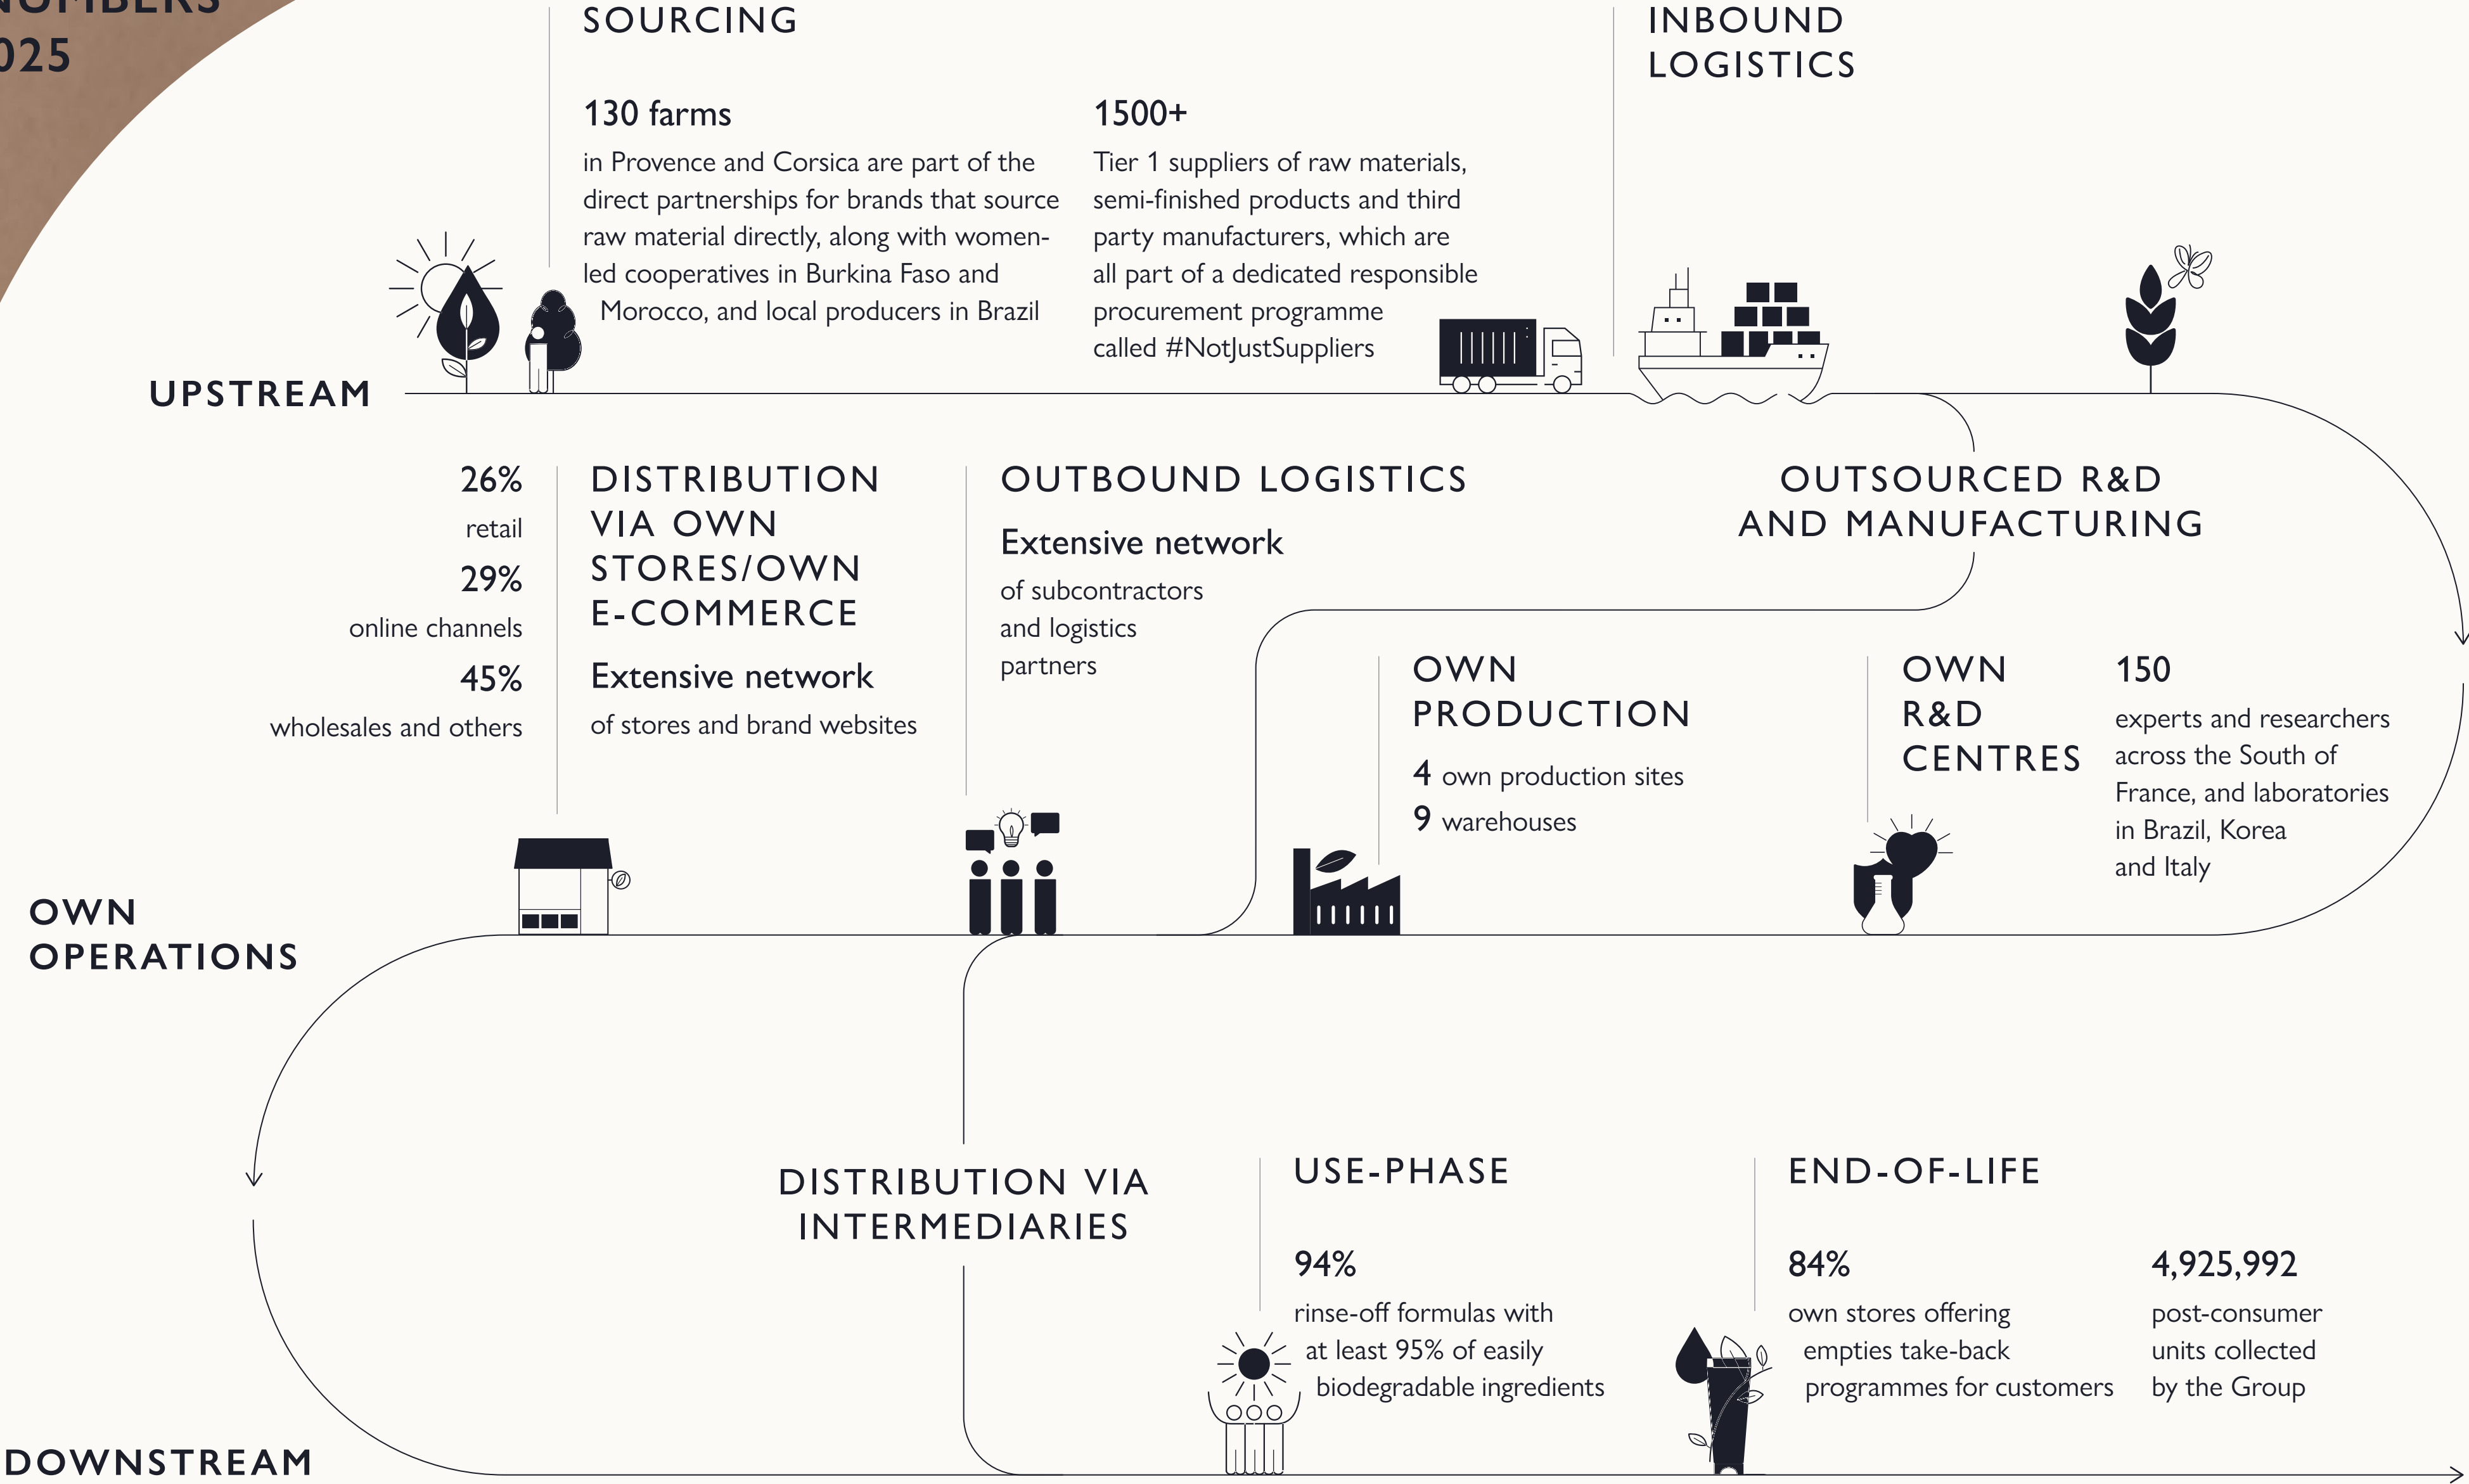 NUMBERS
2025
SOURCING
130 farms
in Provence and Corsica are part of the
direct partnerships for brands that source
raw material directly, along with women-
led cooperatives in Burkina Faso and
Morocco, and local producers in Brazil
1500+
Tier 1 suppliers of raw materials,
semi-finished products and third
party manufacturers, which are
all part of a dedicated responsible
procurement programme
called #NotJustSuppliers
INBOUND
LOGISTICS
UPSTREAM
26%
retail
29%
online channels
45%
wholesales and others
DISTRIBUTION
VIA OWN
STORES/OWN
E-COMMERCE
Extensive network
of stores and brand websites
OUTBOUND LOGISTICS
Extensive network
of subcontractors
and logistics
partners
OUTSOURCED R&D
AND MANUFACTURING
OWN
PRODUCTION
4 own production sites
9 warehouses
OWN
R&D
CENTRES
150
experts and researchers
across the South of
France, and laboratories
in Brazil, Korea
and Italy
OWN
OPERATIONS
DISTRIBUTION VIA
INTERMEDIARIES
USE-PHASE
94%
rinse-off formulas with
at least 95% of easily
biodegradable ingredients
END-OF-LIFE
84%
own stores offering
empties take-back
programmes for customers
4,925,992
post-consumer
units collected
by the Group
DOWNSTREAM